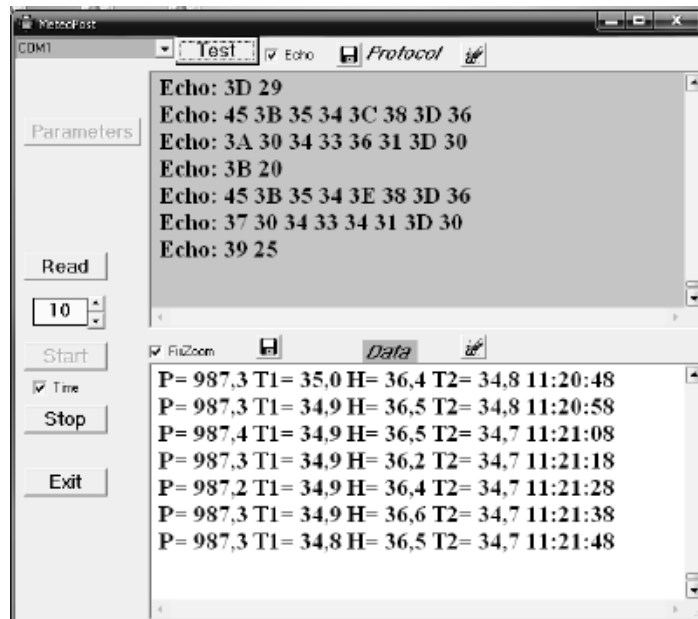 MeteoPost
COM1
Test
Echo
Protocol
Parameters
Echo: 3D 29
Echo: 45 3B 35 34 3C 38 3D 36
Echo: 3A 30 34 33 36 31 3D 30
Echo: 3B 20
Echo: 45 3B 35 34 3E 38 3D 36
Echo: 37 30 34 33 34 31 3D 30
Echo: 39 25
Read
10
Start
Time
Stop
Exit
FixZoom
Data
P= 987,3 T1= 35,0 H= 36,4 T2= 34,8 11:20:48
P= 987,3 T1= 34,9 H= 36,5 T2= 34,8 11:20:58
P= 987,4 T1= 34,9 H= 36,5 T2= 34,7 11:21:08
P= 987,3 T1= 34,9 H= 36,2 T2= 34,7 11:21:18
P= 987,2 T1= 34,9 H= 36,4 T2= 34,7 11:21:28
P= 987,3 T1= 34,9 H= 36,6 T2= 34,7 11:21:38
P= 987,3 T1= 34,8 H= 36,5 T2= 34,7 11:21:48